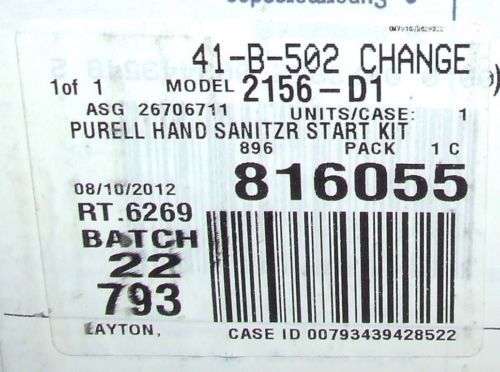 41-B-502 CHANGE
1of 1 MODEL 2156-D1
ASG 26706711 UNITS/CASE: 1
PURELL HAND SANITZR START KIT
896 PACK 1 C
08/10/2012 816055
RT.6269
BATCH
22
793
LAYTON,
CASE ID 00793439428522